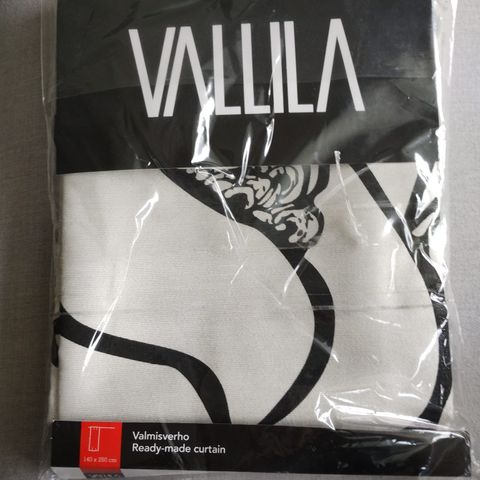 VALLILA
Valmisverho
Ready-made curtain
140 x 250 cm